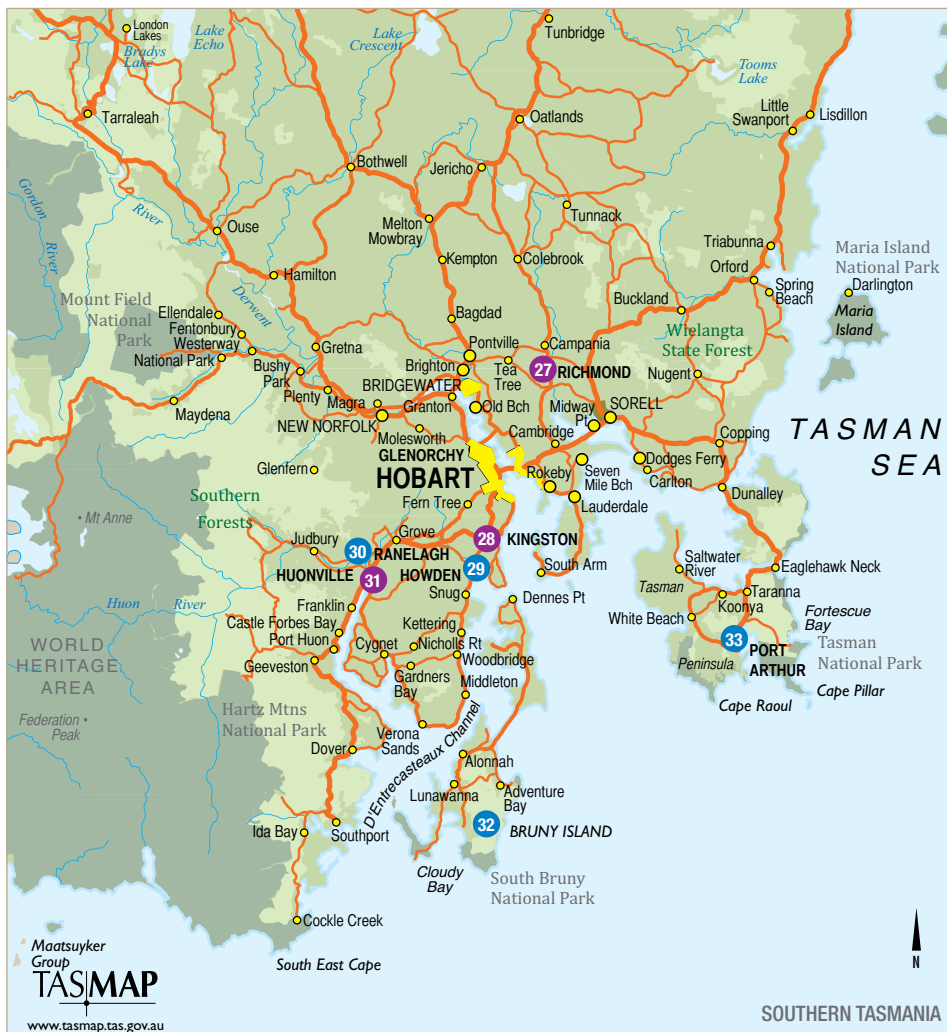 London
Lakes
Bradys
Lake
Lake
Echo
Lake
Crescent
Tunbridge
Tooms
Lake
Tarraleah
Oatlands
Little
Swanport
Lisdillon
Bothwell
Jericho
Gordon
River
River
Ouse
Melton
Mowbray
Tunnack
Triabunna
Maria Island
National Park
Hamilton
Kempton
Colebrook
Orford
Spring
Beach
Darlington
Maria
Island
Mount Field
National
Park
Derwent
Buckland
Ellendale
Fentonbury
Westerway
National Park
Bagdad
Wielangta
State Forest
Gretna
Pontville
Campania
Brighton
Tea
Tree
27
RICHMOND
Nugent
Bushy
Park
Plenty
Magra
BRIDGEWATER
Granton
Old Bch
Midway
Pt
SORELL
Maydena
NEW NORFOLK
Molesworth
Cambridge
Copping
TASMAN
SEA
GLENORCHY
HOBART
Glenfern
Rokeby
Seven
Mile Bch
Dodges Ferry
Carlton
Dunalley
Southern
Forests
Fern Tree
Lauderdale
Mt Anne
Judbury
Grove
28
KINGSTON
30
RANELAGH
HUONVILLE
31
HOWDEN
29
South Arm
Saltwater
River
Eaglehawk Neck
Tasman
Taranna
Koonya
Huon
River
Franklin
Snug
Dennes Pt
White Beach
Fortescue
Bay
Castle Forbes Bay
Port Huon
Kettering
Nicholls Rt
Cygnet
Woodbridge
33
PORT
ARTHUR
Tasman
National Park
WORLD
HERITAGE
AREA
Geeveston
Gardners
Bay
Middleton
Peninsula
Cape Pillar
Cape Raoul
Federation
Peak
Hartz Mtns
National Park
Verona
Sands
D'Entrecasteaux Channel
Dover
Alonnah
Lunawanna
Adventure
Bay
Ida Bay
Southport
32
BRUNY ISLAND
Cloudy
Bay
South Bruny
National Park
Cockle Creek
Maatsuyker
Group
South East Cape
N
TASMAP
www.tasmap.tas.gov.au
SOUTHERN TASMANIA